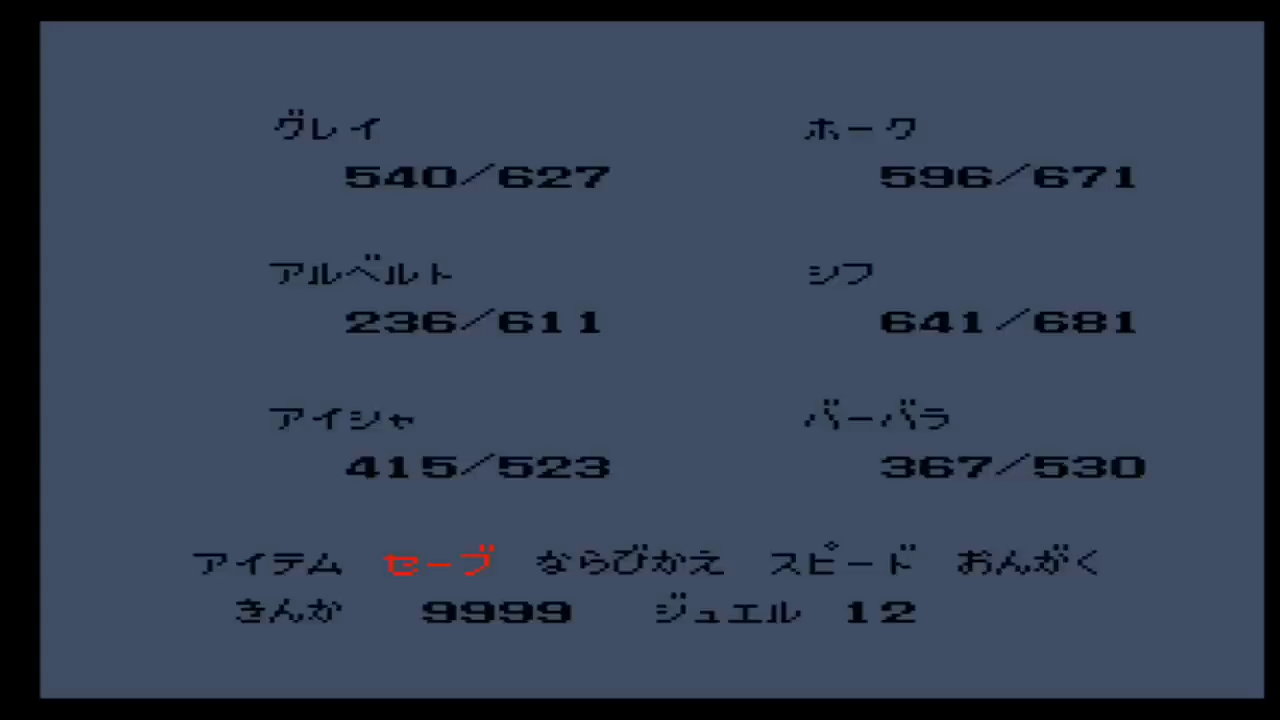 グレイ ホーク
540/627 596/671
アルベルト シフ
236/611 641/681
アイシャ バーバラ
415/523 367/530
アイテム セーブ ならびかえ スピード おんがく
きんか 9999 ジュエル 12